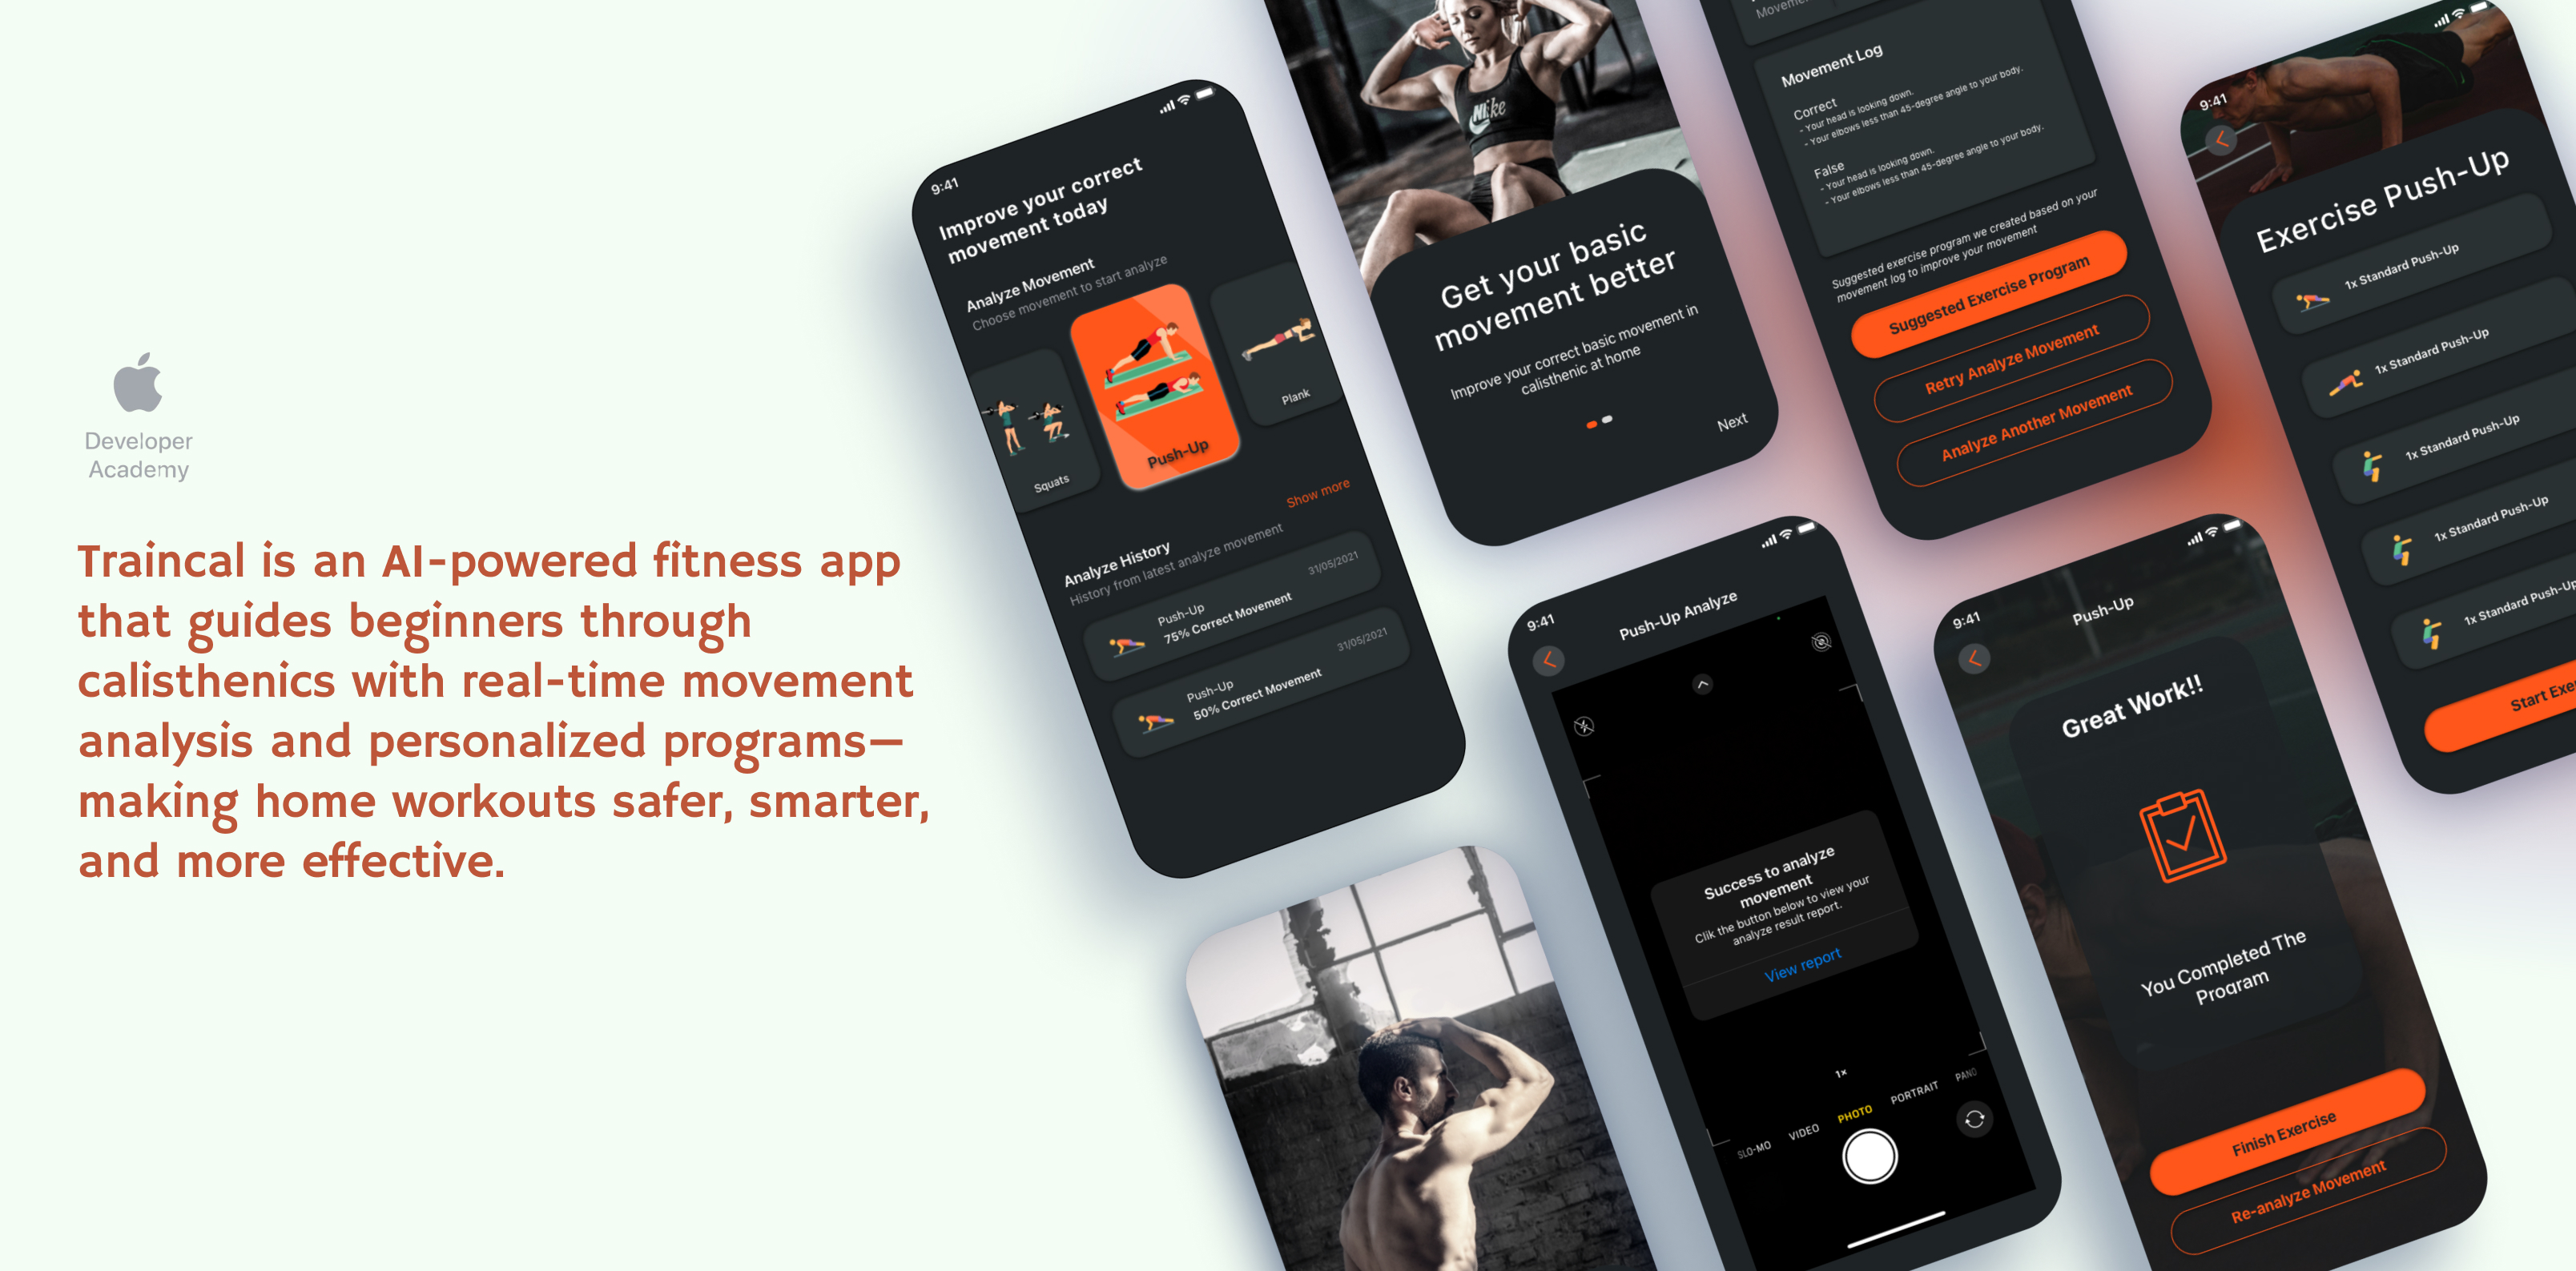 Developer
Academy
Traincal is an AI-powered fitness app
that guides beginners through
calisthenics with real-time movement
analysis and personalized programs—
making home workouts safer, smarter,
and more effective.
9:41
Improve your correct
movement today
Analyze Movement
Choose movement to start analyze
Squats
Push-Up
Plank
Show more
Analyze History
History from latest analyze movement
Push-Up
75% Correct Movement
31/05/2021
Push-Up
50% Correct Movement
31/05/2021
Nike
Get your basic
movement better
Improve your correct basic movement in
calisthenic at home
Next
Movement Log
Correct
- Your head is looking down.
- Your elbows less than 45-degree angle to your body.
False
- Your head is looking down.
- Your elbows less than 45-degree angle to your body.
Suggested exercise program we created based on your
movement log to improve your movement
Suggested Exercise Program
Retry Analyze Movement
Analyze Another Movement
9:41
Exercise Push-Up
1x Standard Push-Up
1x Standard Push-Up
1x Standard Push-Up
1x Standard Push-Up
1x Standard Push-Up
Start Exer
9:41
Push-Up Analyze
Success to analyze
movement
Clik the button below to view your
analyze result report.
View report
1×
SLO-MO VIDEO PHOTO PORTRAIT PANO
9:41
Push-Up
Great Work!!
You Completed The
Program
Finish Exercise
Re-analyze Movement